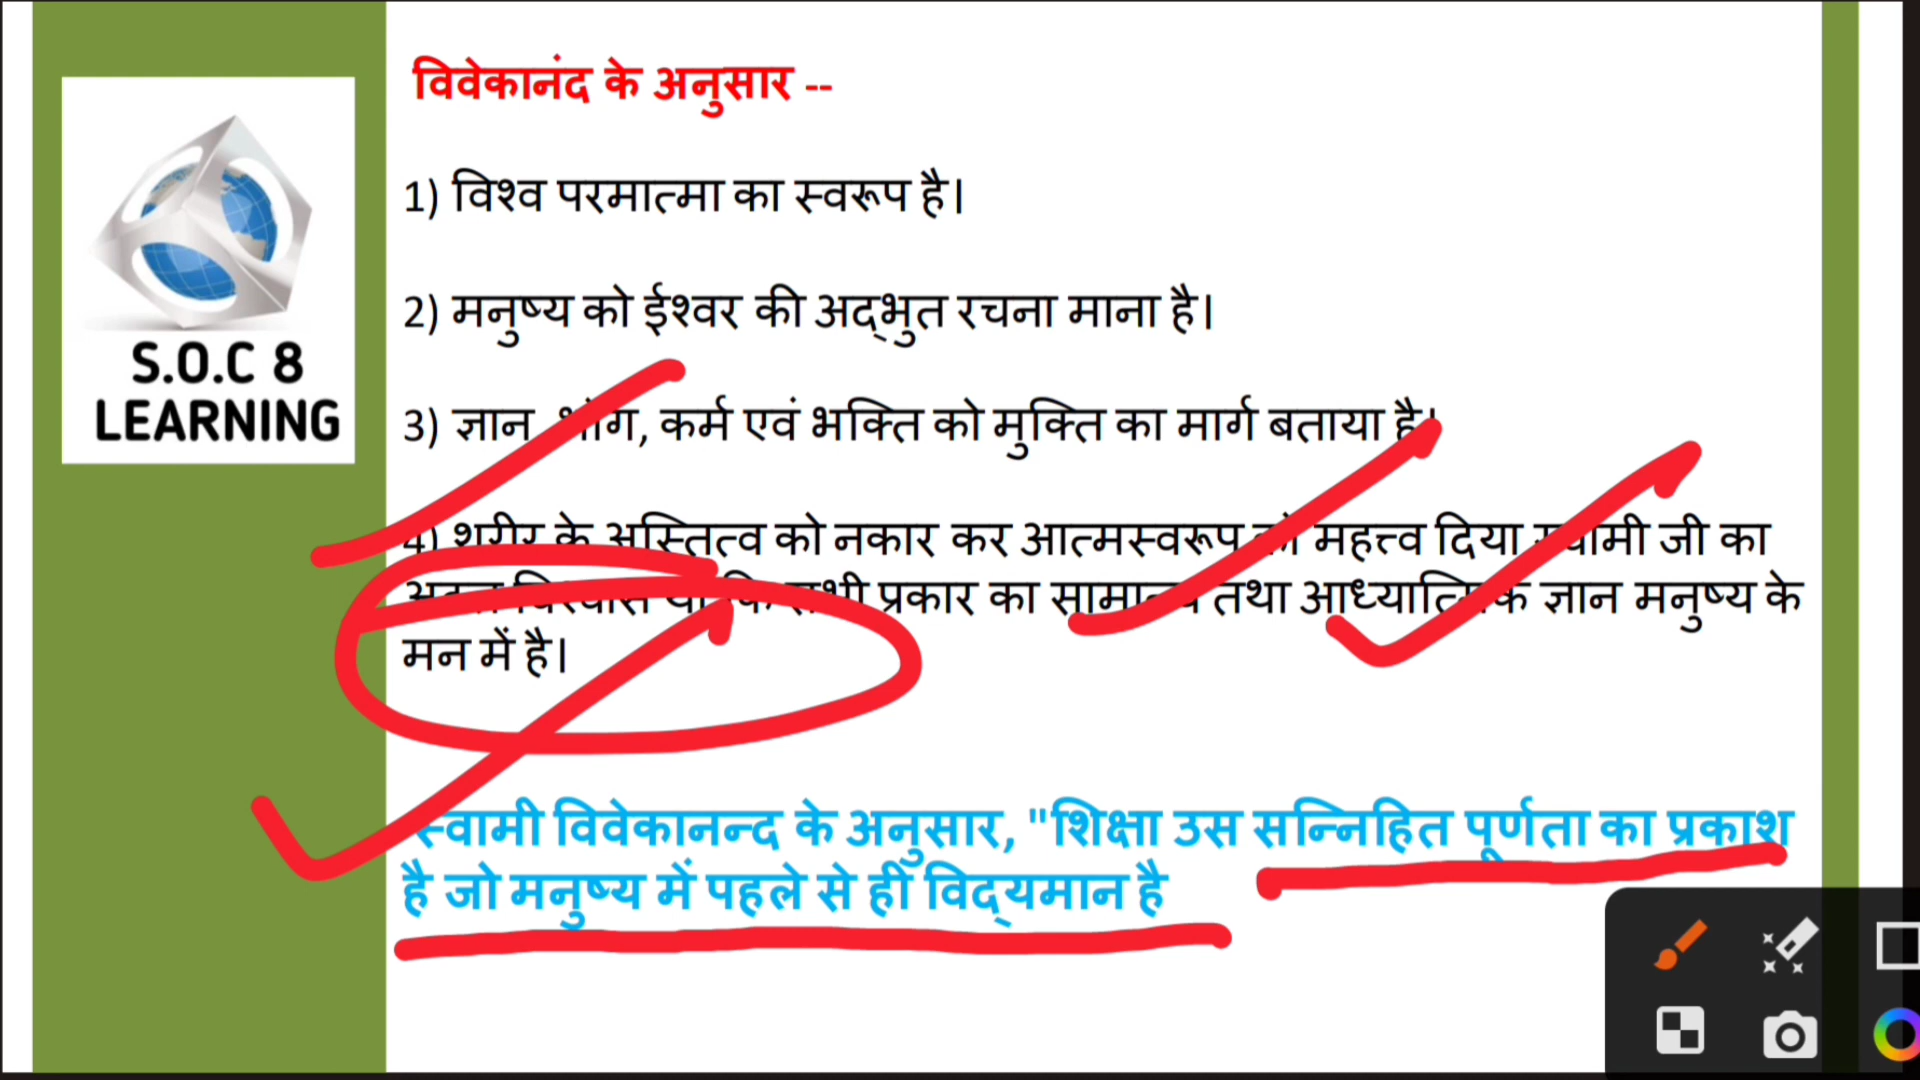 विवेकानंद के अनुसार --
S.O.C 8
LEARNING
1) विश्व परमात्मा का स्वरूप है।
2) मनुष्य को ईश्वर की अद्भुत रचना माना है।
3) ज्ञान, कर्म एवं भक्ति को मुक्ति का मार्ग बताया है।
4) शरीर के अस्तित्व को नकार कर आत्मस्वरूप को महत्त्व दिया स्वामी जी का
प्रकार का सामान्य तथा आध्यात्मिक ज्ञान मनुष्य के
मन में है।
स्वामी विवेकानन्द के अनुसार, "शिक्षा उस सन्निहित पूर्णता का प्रकाश
है जो मनुष्य में पहले से ही विद्यमान है